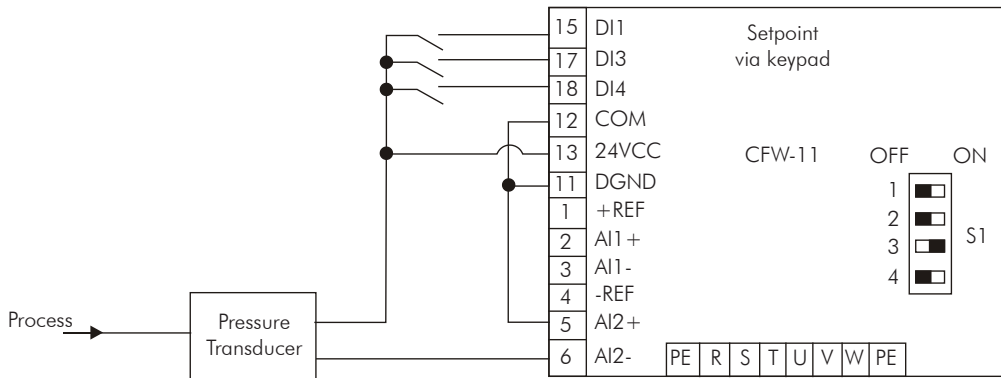 15 DI1
17 DI3
18 DI4
12 COM
13 24VCC
11 DGND
1 +REF
2 AI1+
3 AI1-
4 -REF
5 AI2+
6 AI2-
Setpoint
via keypad
CFW-11
OFF ON
1
2
3
4
S1
PE R S T U V W PE
Process
Pressure
Transducer